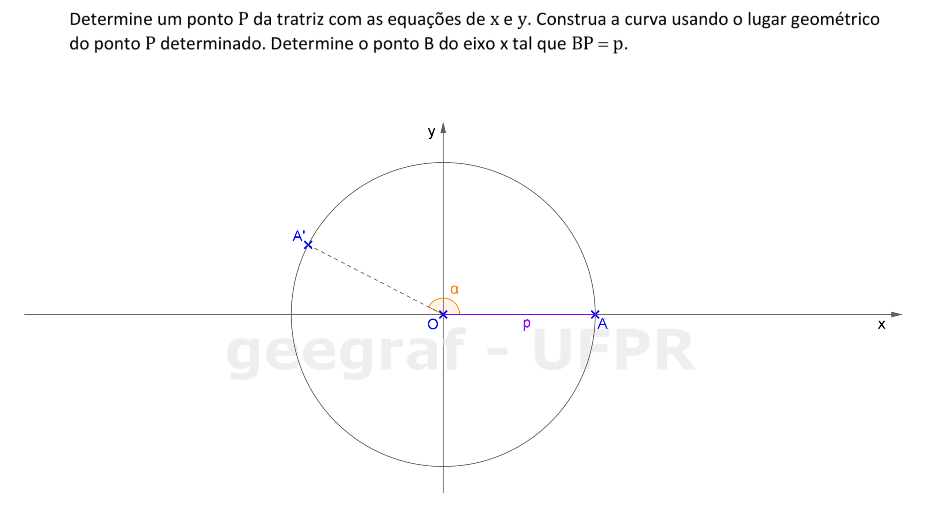 Determine um ponto P da tratriz com as equações de x e y. Construa a curva usando o lugar geométrico
do ponto P determinado. Determine o ponto B do eixo x tal que BP = p.
y
A'
α
O
p
A
x
geegraf - UFPR